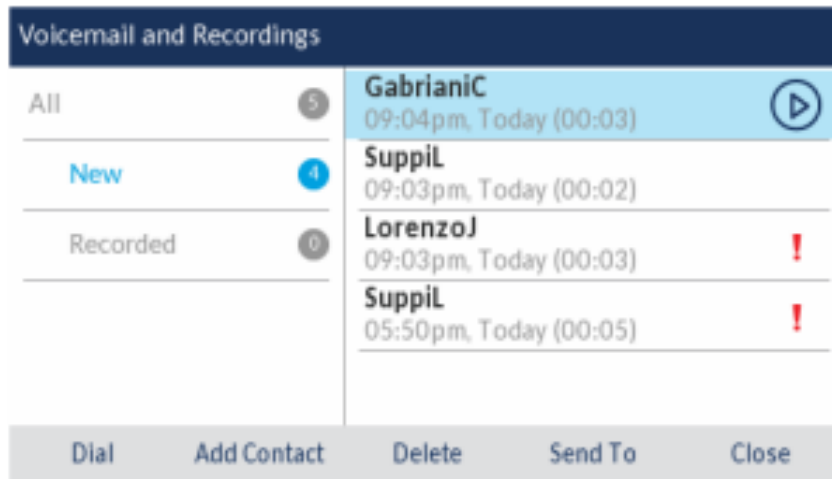 Voicemail and Recordings
All 5
New 4
Recorded 0
GabrianiC
09:04pm, Today (00:03)
SuppiL
09:03pm, Today (00:02)
LorenzoJ
09:03pm, Today (00:03)
!
SuppiL
05:50pm, Today (00:05)
!
Dial Add Contact Delete Send To Close